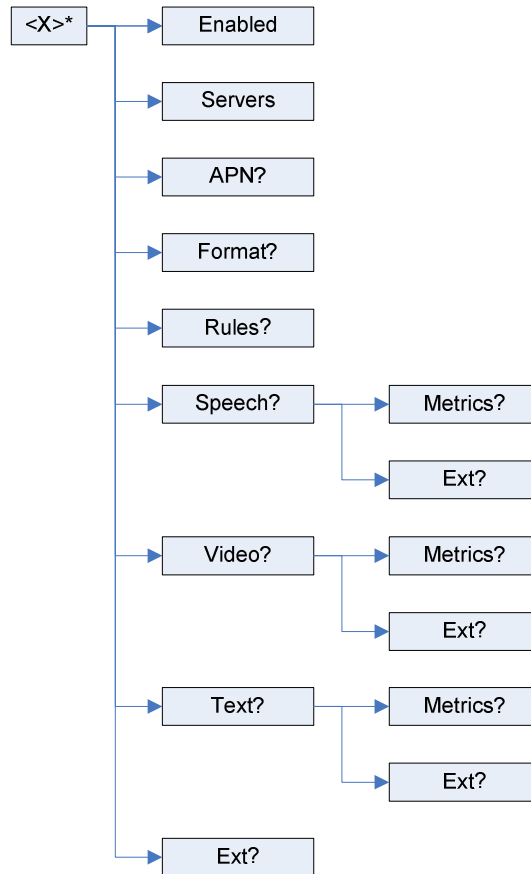 <X>*
Enabled
Servers
APN?
Format?
Rules?
Speech?
Metrics?
Ext?
Video?
Metrics?
Ext?
Text?
Metrics?
Ext?
Ext?